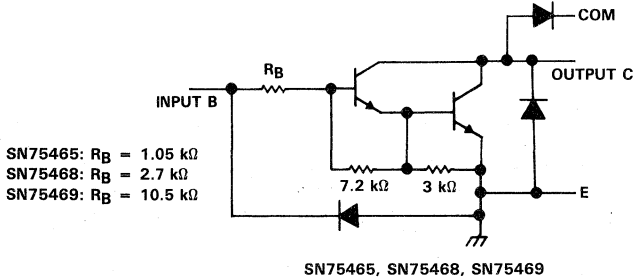 COM
RB
OUTPUT C
INPUT B
SN75465: RB = 1.05 kΩ
SN75468: RB = 2.7 kΩ
SN75469: RB = 10.5 kΩ
7.2 kΩ
3 kΩ
E
SN75465, SN75468, SN75469